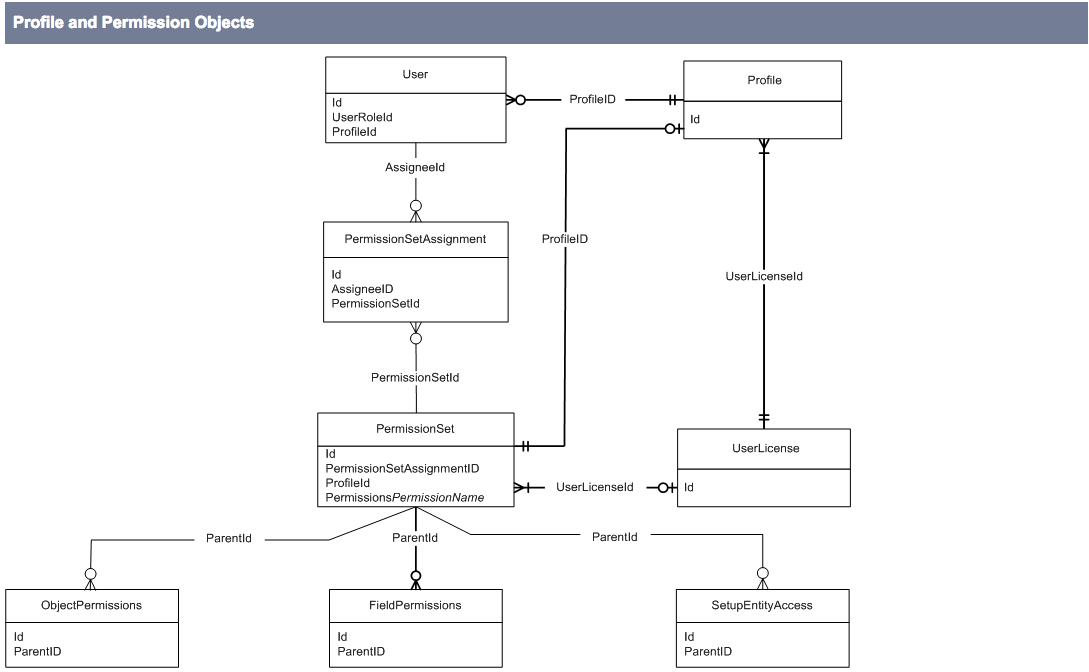 Profile and Permission Objects
User
Id
UserRoleId
ProfileId
ProfileID
Profile
Id
AssigneeId
PermissionSetAssignment
Id
AssigneeID
PermissionSetId
ProfileID
UserLicenseId
PermissionSetId
PermissionSet
Id
PermissionSetAssignmentID
ProfileId
PermissionsPermissionName
UserLicenseId
UserLicense
Id
ParentId
ParentId
ParentId
ObjectPermissions
Id
ParentID
FieldPermissions
Id
ParentID
SetupEntityAccess
Id
ParentID